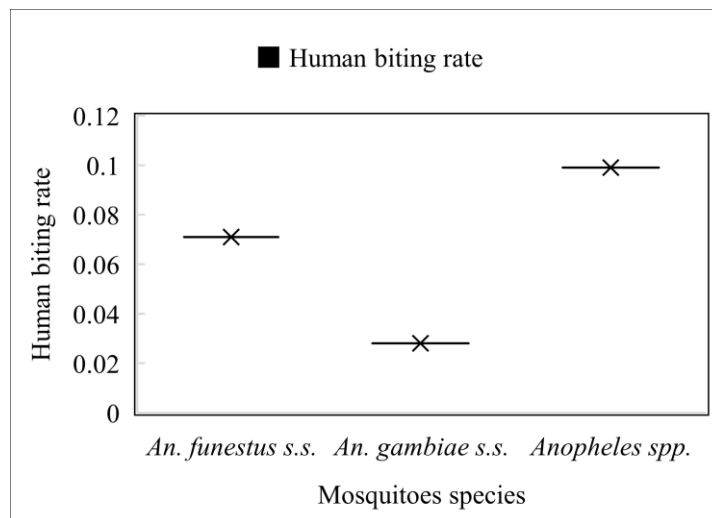 Human biting rate
Human biting rate
0.12
0.1
0.08
0.06
0.04
0.02
0
An. funestus s.s.
An. gambiae s.s.
Anopheles spp.
Mosquitoes species